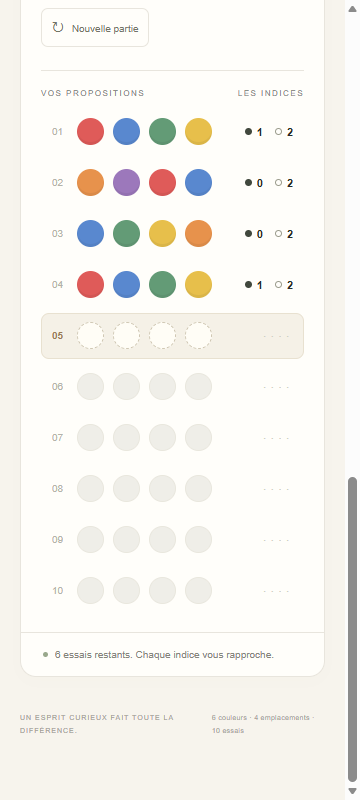 Nouvelle partie
VOS PROPOSITIONS LES INDICES
01 1 2
02 0 2
03 0 2
04 1 2
05 · · · ·
06 · · · ·
07 · · · ·
08 · · · ·
09 · · · ·
10 · · · ·
6 essais restants. Chaque indice vous rapproche.
UN ESPRIT CURIEUX FAIT TOUTE LA
DIFFÉRENCE.
6 couleurs · 4 emplacements ·
10 essais